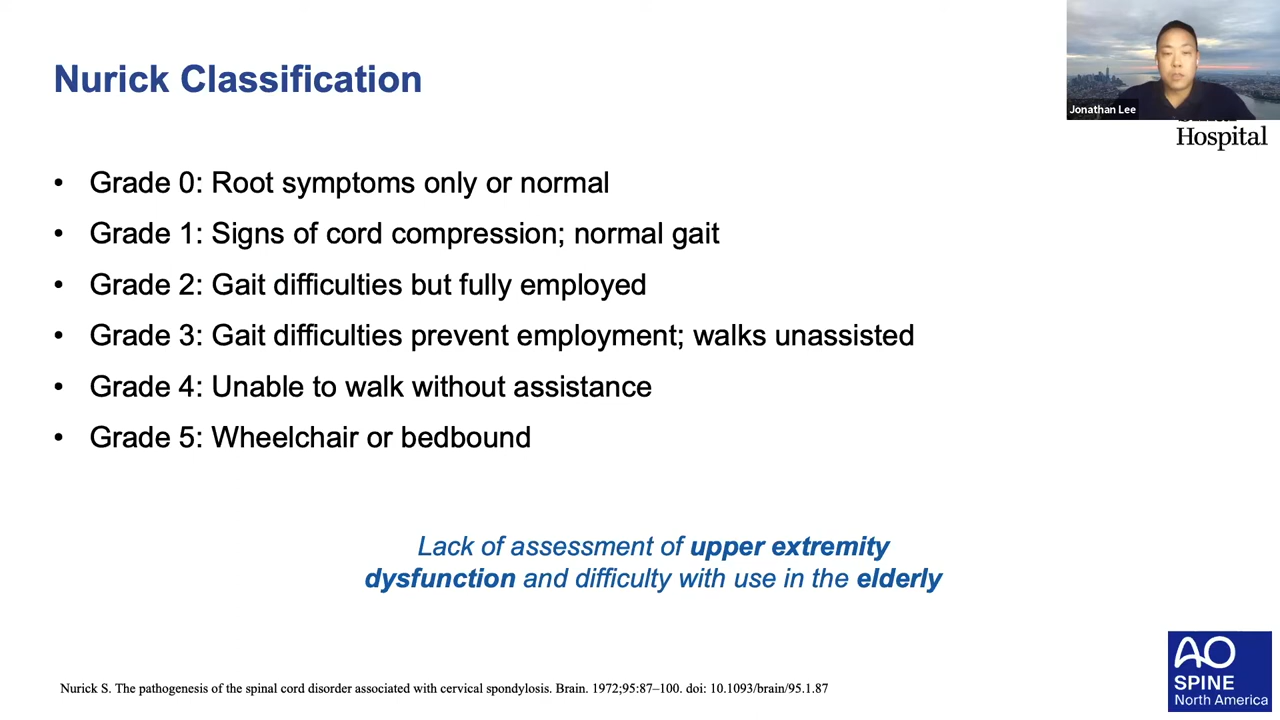 Nurick Classification
Jonathan Lee
Hospital
• Grade 0: Root symptoms only or normal
• Grade 1: Signs of cord compression; normal gait
• Grade 2: Gait difficulties but fully employed
• Grade 3: Gait difficulties prevent employment; walks unassisted
• Grade 4: Unable to walk without assistance
• Grade 5: Wheelchair or bedbound
Lack of assessment of upper extremity
dysfunction and difficulty with use in the elderly
Nurick S. The pathogenesis of the spinal cord disorder associated with cervical spondylosis. Brain. 1972;95:87–100. doi: 10.1093/brain/95.1.87
AO
SPINE
North America